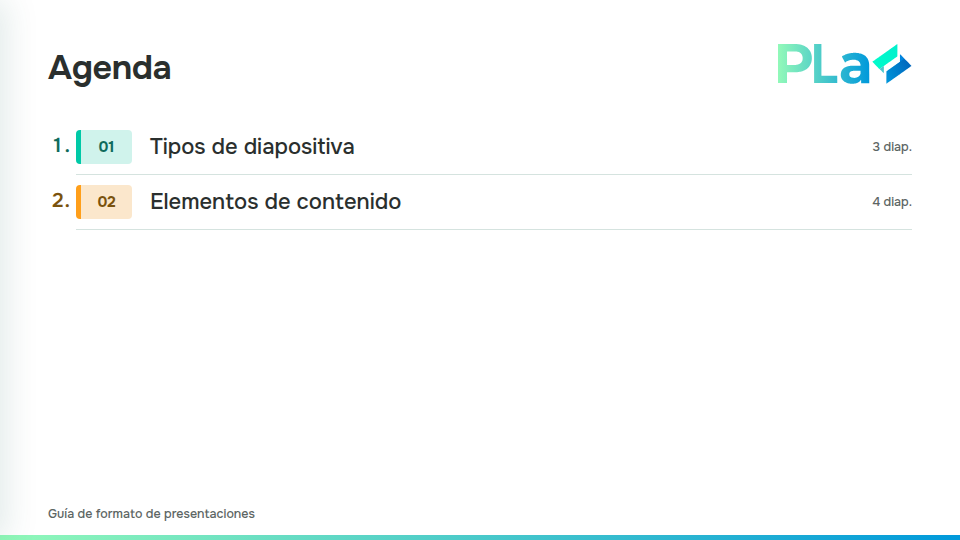 Agenda
PLa
1. 01 Tipos de diapositiva 3 diap.
2. 02 Elementos de contenido 4 diap.
Guía de formato de presentaciones